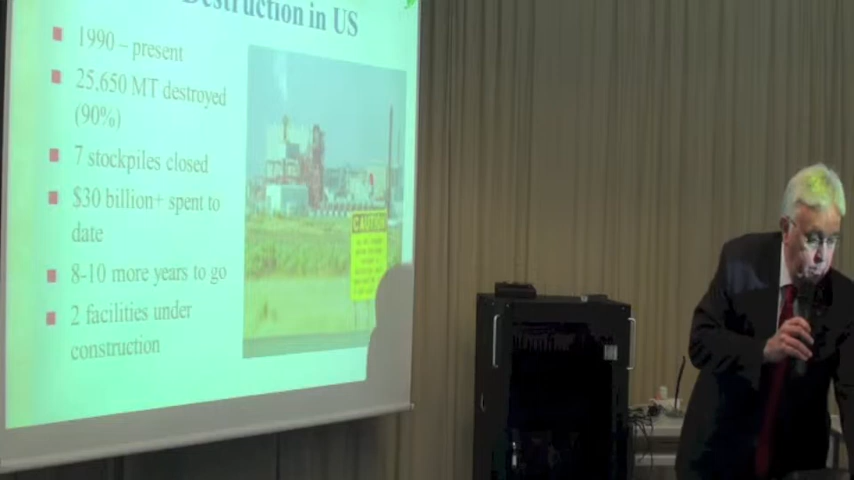 Destruction in US
1990 – present
25,650 MT destroyed
(90%)
7 stockpiles closed
$30 billion+ spent to
date
8-10 more years to go
2 facilities under
construction
CAUTION